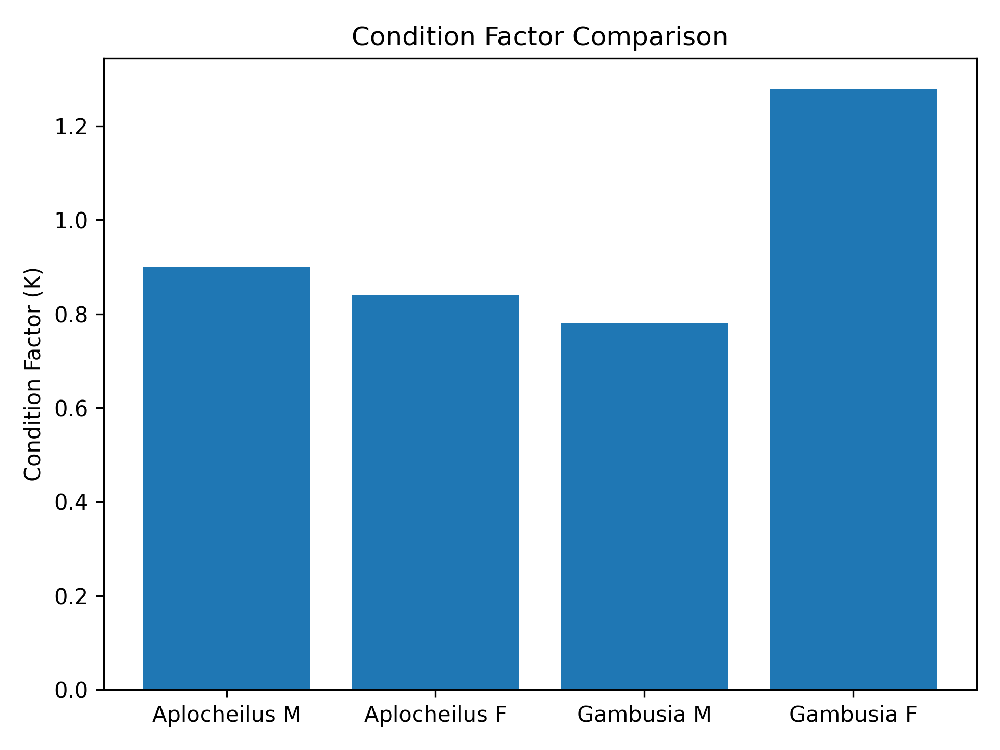 Condition Factor Comparison
Condition Factor (K)
1.2
1.0
0.8
0.6
0.4
0.2
0.0
Aplocheilus M
Aplocheilus F
Gambusia M
Gambusia F